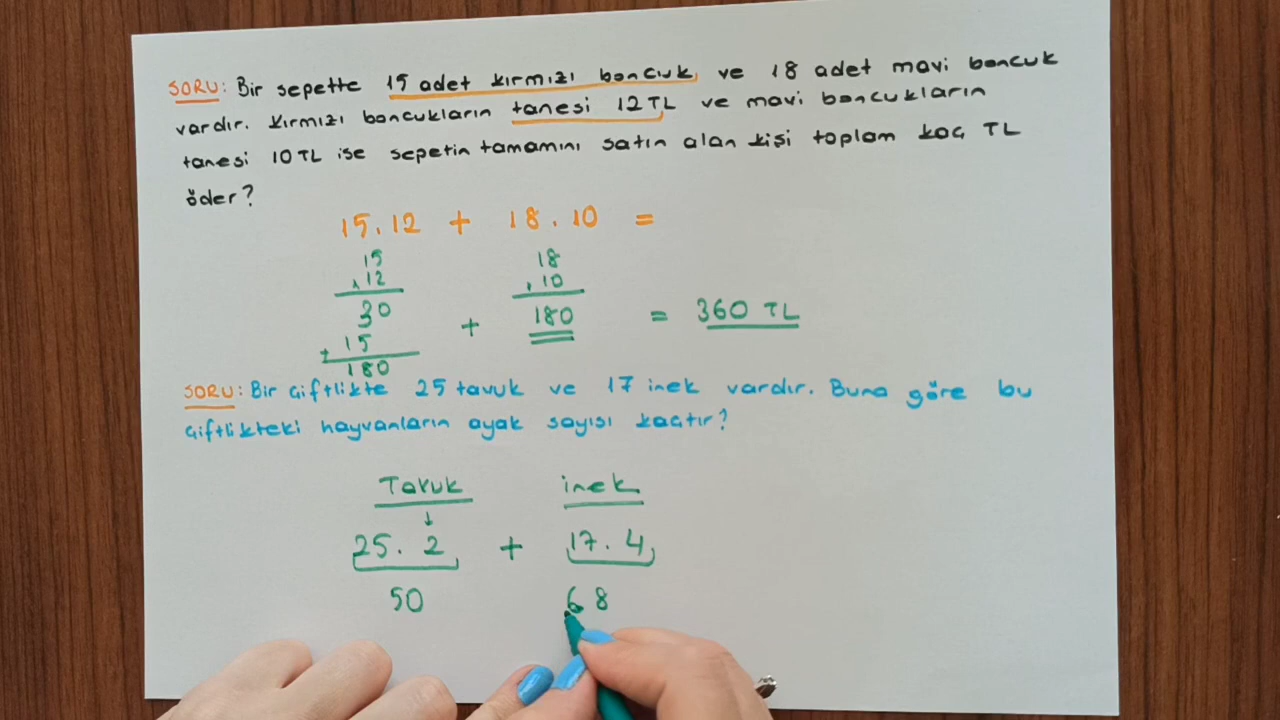 SORU: Bir sepette 15 adet kırmızı boncuk ve 18 adet mavi boncuk
vardır. Kırmızı boncukların tanesi 12 TL ve mavi boncukların
tanesi 10 TL ise sepetin tamamını satın alan kişi toplam kaç TL
öder?
15.12 + 18.10 =
15 18
.12 .10
30 + 180 = 360 TL
+ 15
180
SORU: Bir çiftlikte 25 tavuk ve 17 inek vardır. Buna göre bu
çiftlikteki hayvanların ayak sayısı kaçtır?
Tavuk inek
↓
25. 2 + 17. 4
50 68